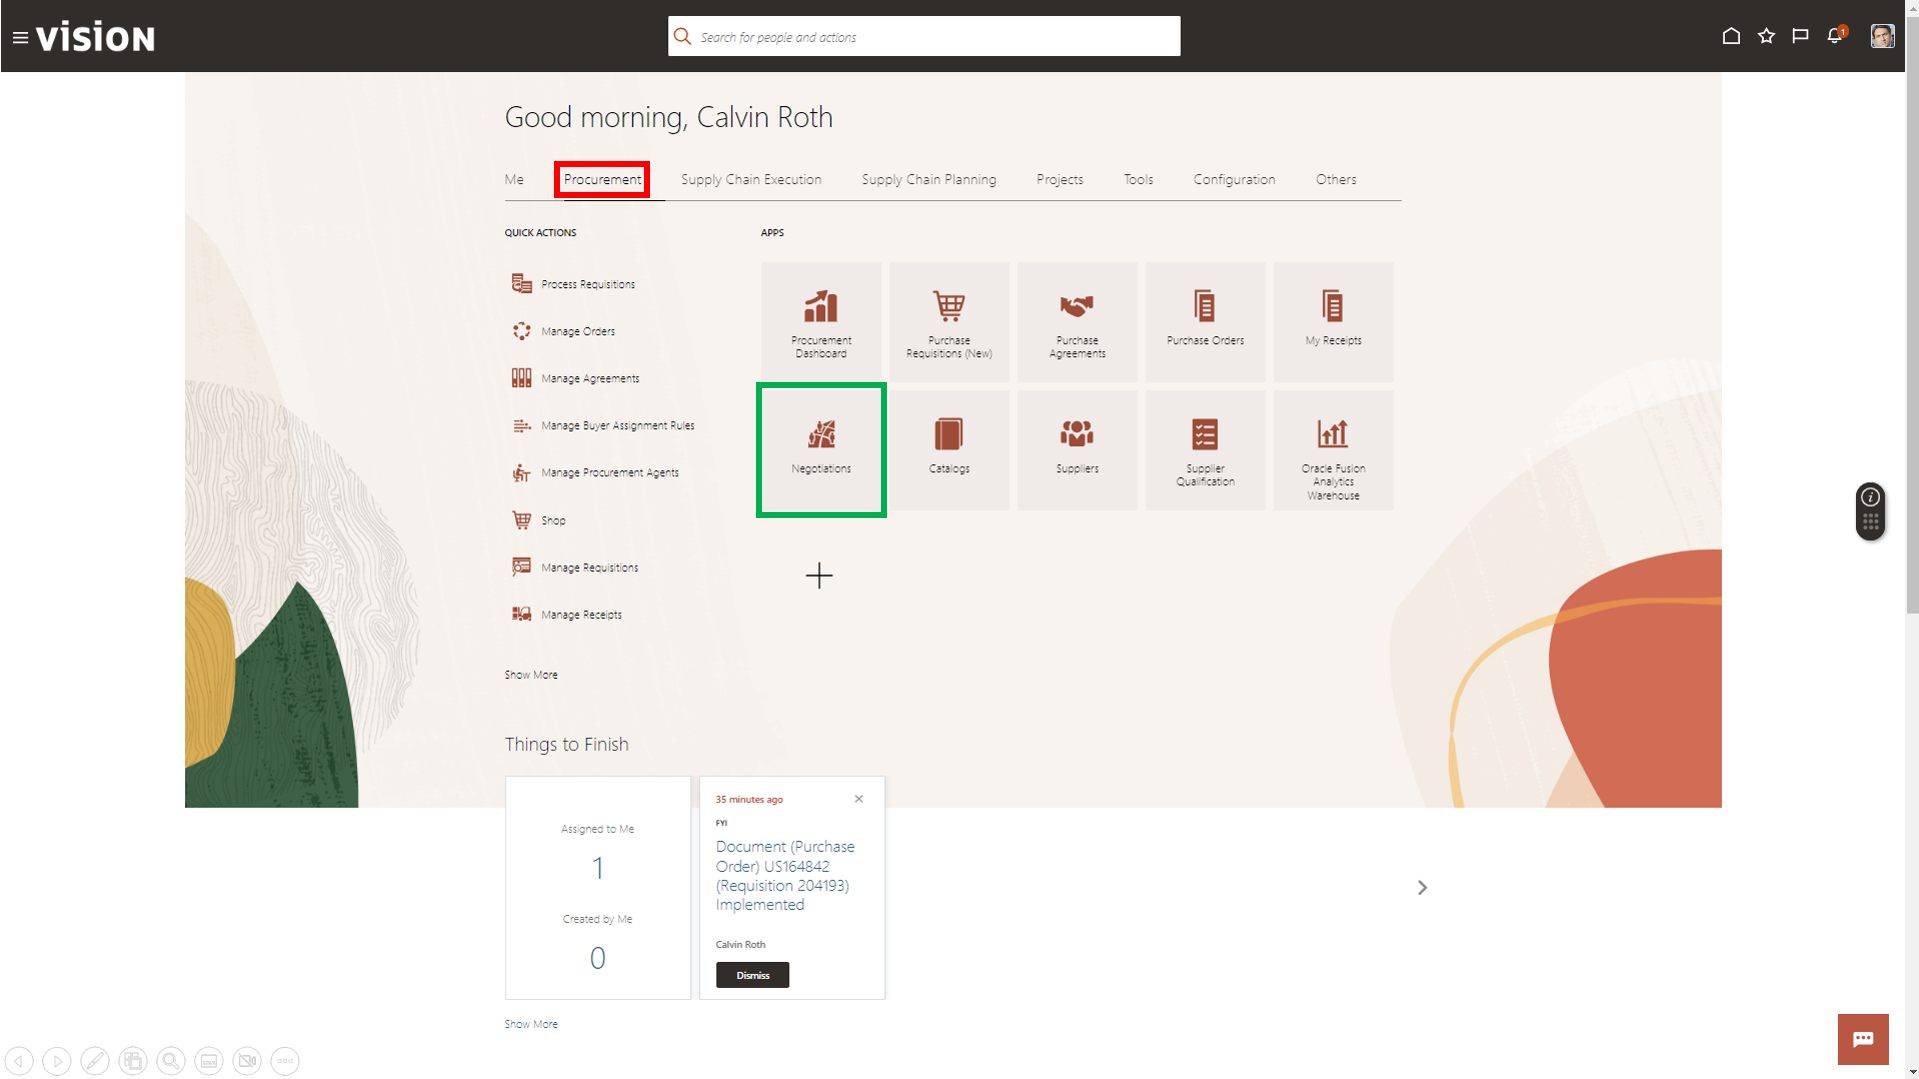 vision
Search for people and actions
1
Good morning, Calvin Roth
Me
Procurement
Supply Chain Execution
Supply Chain Planning
Projects
Tools
Configuration
Others
QUICK ACTIONS
Process Requisitions
Manage Orders
Manage Agreements
Manage Buyer Assignment Rules
Manage Procurement Agents
Shop
Manage Requisitions
Manage Receipts
Show More
APPS
Procurement
Dashboard
Purchase
Requisitions (New)
Purchase
Agreements
Purchase Orders
My Receipts
Negotiations
Catalogs
Suppliers
Supplier
Qualification
Oracle Fusion
Analytics
Warehouse
Things to Finish
Assigned to Me
1
Created by Me
0
35 minutes ago
FYI
Document (Purchase
Order) US164842
(Requisition 204193)
Implemented
Calvin Roth
Dismiss
Show More